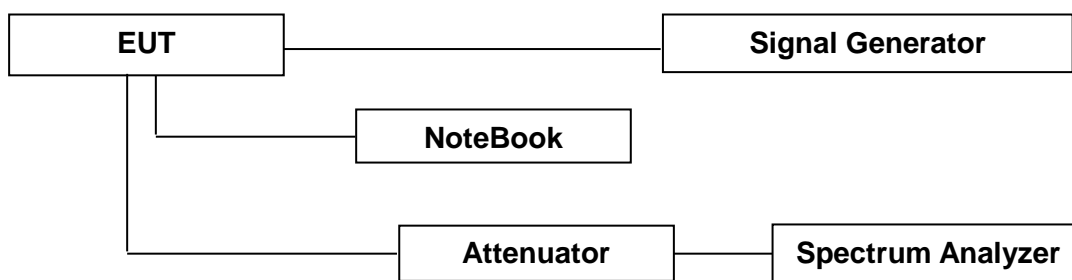 EUT
Signal Generator
NoteBook
Attenuator
Spectrum Analyzer